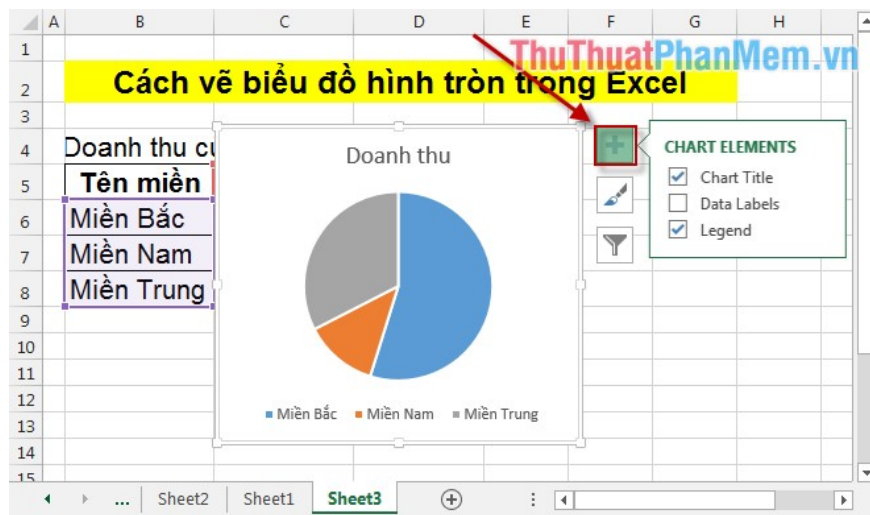 A B C D E F G H
1
ThuThuatPhanMem.vn
2 Cách vẽ biểu đồ hình tròn trong Excel
3
4 Doanh thu
Doanh thu
CHART ELEMENTS
Chart Title
Data Labels
Legend
5 Tên miền
6 Miền Bắc
7 Miền Nam
8 Miền Trung
9
10
11
12
Miền Bắc Miền Nam Miền Trung
13
14
15
... Sheet2 Sheet1 Sheet3